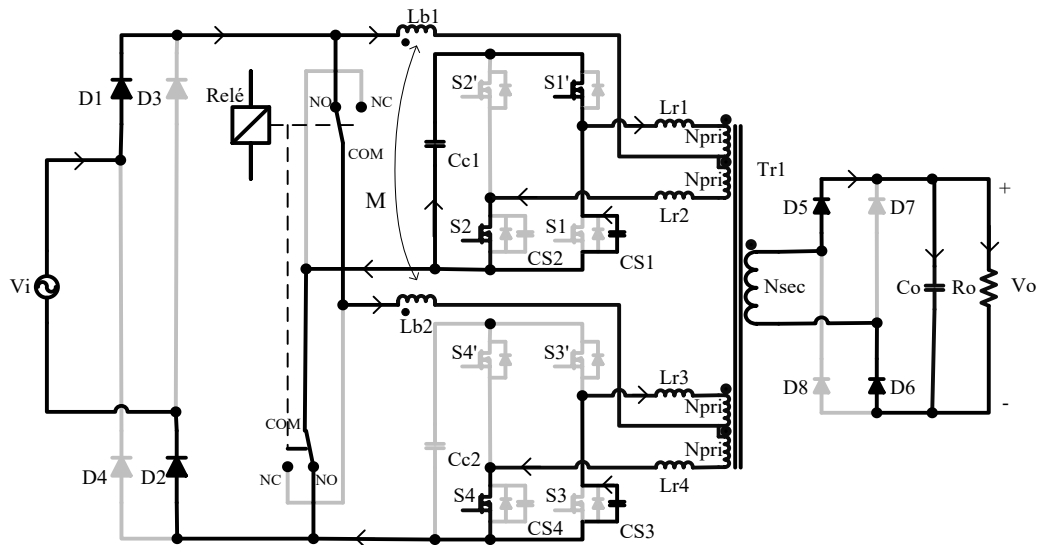 Lb1
S2'
S1'
D1
D3
Relé
NO
NC
Lr1
Npri
COM
Cc1
Tr1
M
Npri
Lr2
D5
D7
+
S2
S1
CS2
CS1
Vi
Nsec
Co
Ro
Vo
Lb2
S4'
S3'
Lr3
D8
D6
-
Npri
COM
Npri
D4
D2
NC
NO
Cc2
Lr4
S4
S3
CS4
CS3